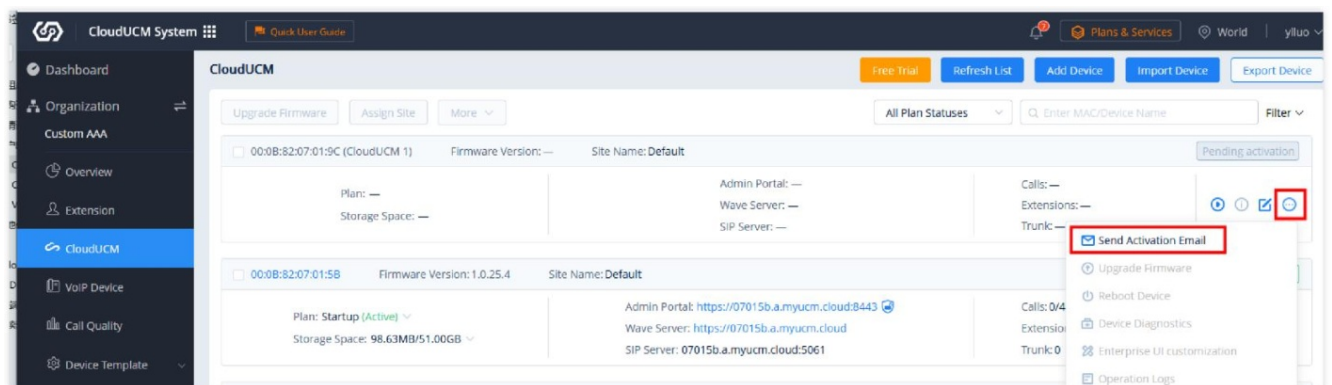 CloudUCM System Quick User Guide 7 Plans & Services World ylluo
Dashboard
Organization
Custom AAA
Overview
Extension
CloudUCM
VoIP Device
Call Quality
Device Template
CloudUCM Free Trial Refresh List Add Device Import Device Export Device
Upgrade Firmware Assign Site More All Plan Statuses Enter MAC/Device Name Filter
00:0B:82:07:01:9C (CloudUCM 1) Firmware Version: — Site Name: Default Pending activation
Plan: —
Storage Space: —
Admin Portal: —
Wave Server: —
SIP Server: —
Calls: —
Extensions: —
Trunk: —
Send Activation Email
Upgrade Firmware
Reboot Device
Device Diagnostics
Enterprise UI customization
Operation Logs
00:0B:82:07:01:5B Firmware Version: 1.0.25.4 Site Name: Default
Plan: Startup (Active)
Storage Space: 98.63MB/51.00GB
Admin Portal: https://07015b.a.myucm.cloud:8443
Wave Server: https://07015b.a.myucm.cloud
SIP Server: 07015b.a.myucm.cloud:5061
Calls: 0/4
Extensio
Trunk: 0